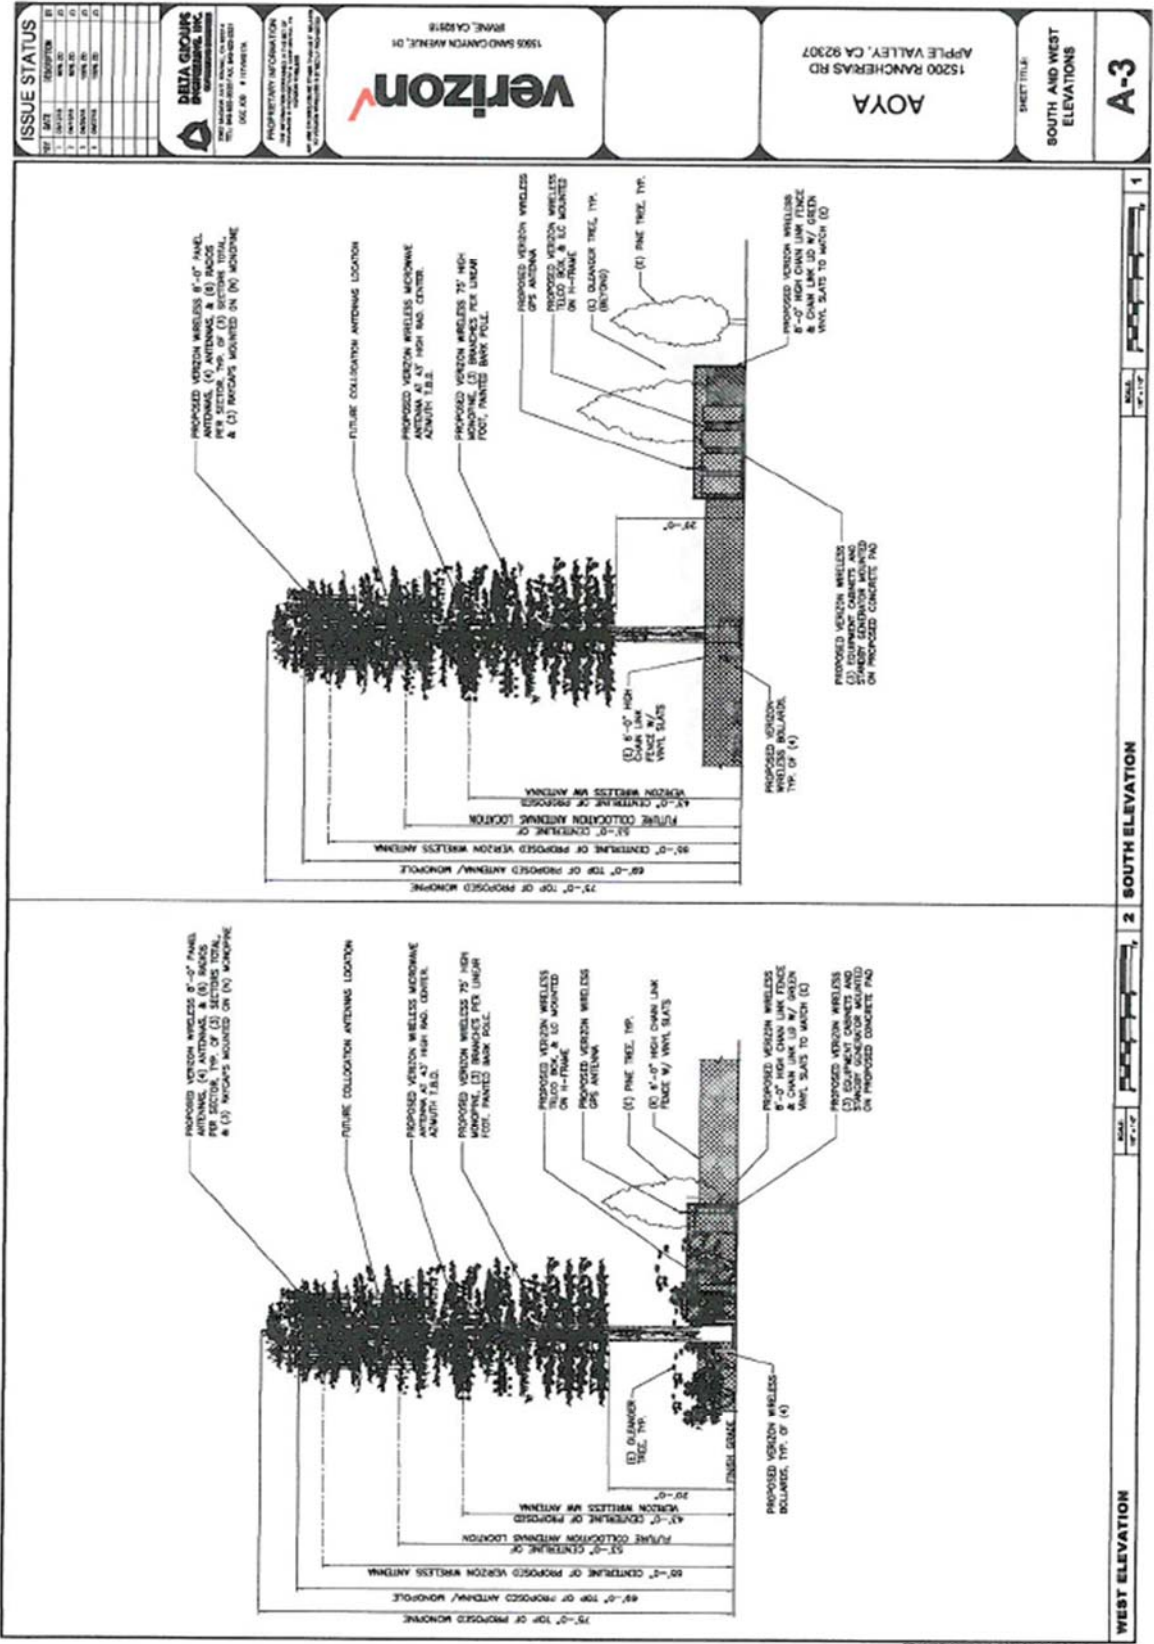 ISSUE STATUS
DATE DESCRIPTION
DELTA GROUPS
ENGINEERING, INC.
PROPRIETARY INFORMATION
verizon
15505 SAND CANYON AVENUE, D1
IRVINE, CA 92618
AOYA
15200 RANCHERIAS RD
APPLE VALLEY, CA 92307
SHEET TITLE:
SOUTH AND WEST
ELEVATIONS
A-3
PROPOSED VERIZON WIRELESS 8'-0" PANEL
ANTENNAS, (4) ANTENNAS, & (8) RADIOS
PER SECTOR, TYP. OF (3) SECTORS TOTAL,
& (3) RAYCAPS MOUNTED ON (N) MONOPINE
FUTURE COLLOCATION ANTENNAS LOCATION
PROPOSED VERIZON WIRELESS MICROWAVE
ANTENNA AT 43' HIGH RAD. CENTER.
AZIMUTH T.B.D.
PROPOSED VERIZON WIRELESS 75' HIGH
MONOPINE, (3) BRANCHES PER LINEAR
FOOT, PAINTED BARK POLE.
PROPOSED VERIZON WIRELESS
GPS ANTENNA
PROPOSED VERIZON WIRELESS
TELCO BOX, & ILC MOUNTED
ON H-FRAME
(E) OLEANDER TREE, TYP.
(BEYOND)
(E) PINE TREE, TYP.
PROPOSED VERIZON WIRELESS
8'-0" HIGH CHAIN LINK FENCE
& CHAIN LINK LID W/ GREEN
VINYL SLATS TO MATCH (E)
20'-0"
(E) 6'-0" HIGH
CHAIN LINK
FENCE W/
VINYL SLATS
PROPOSED VERIZON WIRELESS
(3) EQUIPMENT CABINETS AND
STANDBY GENERATOR MOUNTED
ON PROPOSED CONCRETE PAD
PROPOSED VERIZON
WIRELESS BOLLARDS,
TYP. OF (4)
43'-0" CENTERLINE OF PROPOSED
VERIZON WIRELESS MW ANTENNA
53'-0" CENTERLINE OF
FUTURE COLLOCATION ANTENNAS LOCATION
65'-0" CENTERLINE OF PROPOSED VERIZON WIRELESS ANTENNA
69'-0" TOP OF PROPOSED ANTENNA/ MONOPOLE
75'-0" TOP OF PROPOSED MONOPINE
SCALE:
SOUTH ELEVATION 1
PROPOSED VERIZON WIRELESS 8'-0" PANEL
ANTENNAS, (4) ANTENNAS, & (8) RADIOS
PER SECTOR, TYP. OF (3) SECTORS TOTAL,
& (3) RAYCAPS MOUNTED ON (N) MONOPINE
FUTURE COLLOCATION ANTENNAS LOCATION
PROPOSED VERIZON WIRELESS MICROWAVE
ANTENNA AT 43' HIGH RAD. CENTER.
AZIMUTH T.B.D.
PROPOSED VERIZON WIRELESS 75' HIGH
MONOPINE, (3) BRANCHES PER LINEAR
FOOT, PAINTED BARK POLE.
PROPOSED VERIZON WIRELESS
TELCO BOX, & ILC MOUNTED
ON H-FRAME
PROPOSED VERIZON WIRELESS
GPS ANTENNA
(E) PINE TREE, TYP.
(E) 6'-0" HIGH CHAIN LINK
FENCE W/ VINYL SLATS
PROPOSED VERIZON WIRELESS
8'-0" HIGH CHAIN LINK FENCE
& CHAIN LINK LID W/ GREEN
VINYL SLATS TO MATCH (E)
PROPOSED VERIZON WIRELESS
(3) EQUIPMENT CABINETS AND
STANDBY GENERATOR MOUNTED
ON PROPOSED CONCRETE PAD
(E) OLEANDER
TREE, TYP.
FINISH GRADE
PROPOSED VERIZON WIRELESS
BOLLARDS, TYP. OF (4)
20'-0"
43'-0" CENTERLINE OF PROPOSED
VERIZON WIRELESS MW ANTENNA
53'-0" CENTERLINE OF
FUTURE COLLOCATION ANTENNAS LOCATION
65'-0" CENTERLINE OF PROPOSED VERIZON WIRELESS ANTENNA
69'-0" TOP OF PROPOSED ANTENNA/ MONOPOLE
75'-0" TOP OF PROPOSED MONOPINE
SCALE:
WEST ELEVATION 2